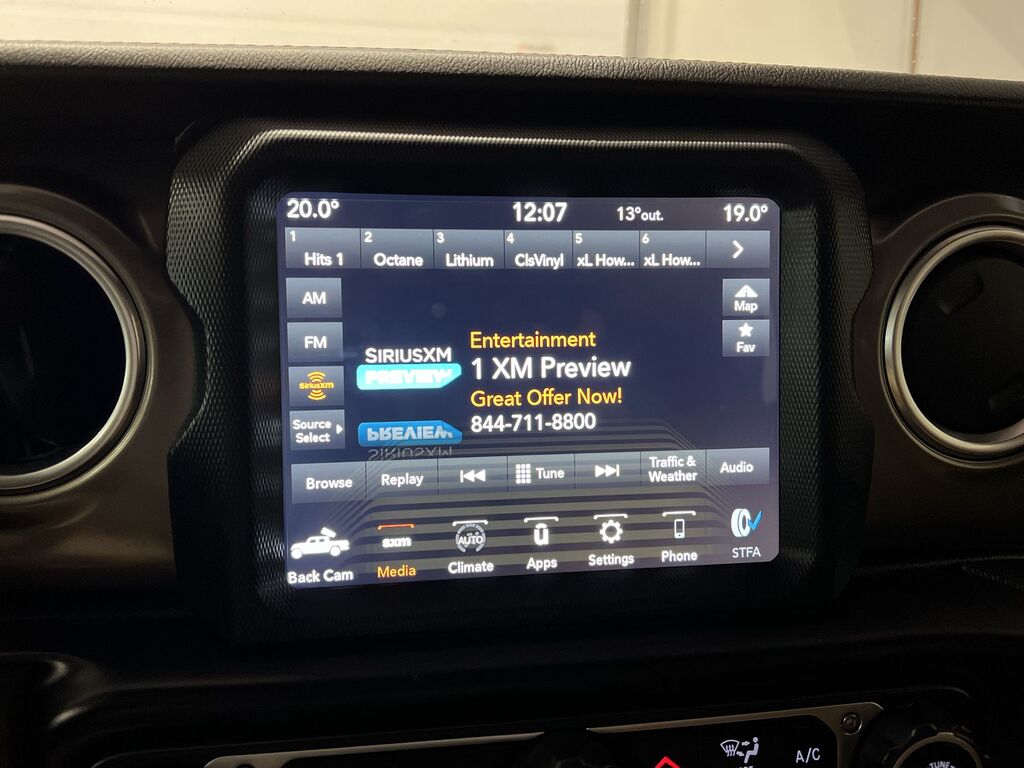 20.0° 12:07 13°out. 19.0°
1 2 3 4 5 6
Hits 1 Octane Lithium ClsVinyl xL How... xL How...
AM
Map
FM
Fav
SiriusXM
Source
Select
SIRIUSXM
PREVIEW
Entertainment
1 XM Preview
Great Offer Now!
844-711-8800
PREVIEW
SIRIUSXM
Browse Replay Tune Traffic &
Weather Audio
sxm AUTO ū
Back Cam Media Climate Apps Settings Phone STFA
A/C
TUNE